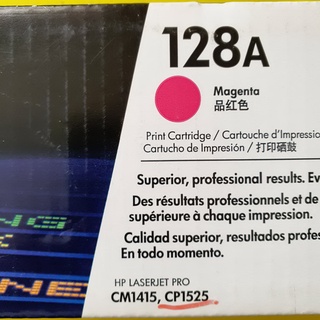 128A
Magenta
品红色
Print Cartridge / Cartouche d'Impression
Cartucho de Impresión / 打印硒鼓
Superior, professional results. Ev
Des résultats professionnels et de
supérieure à chaque impression.
Calidad superior, resultados profes
En todo momento.
HP LASERJET PRO
CM1415, CP1525